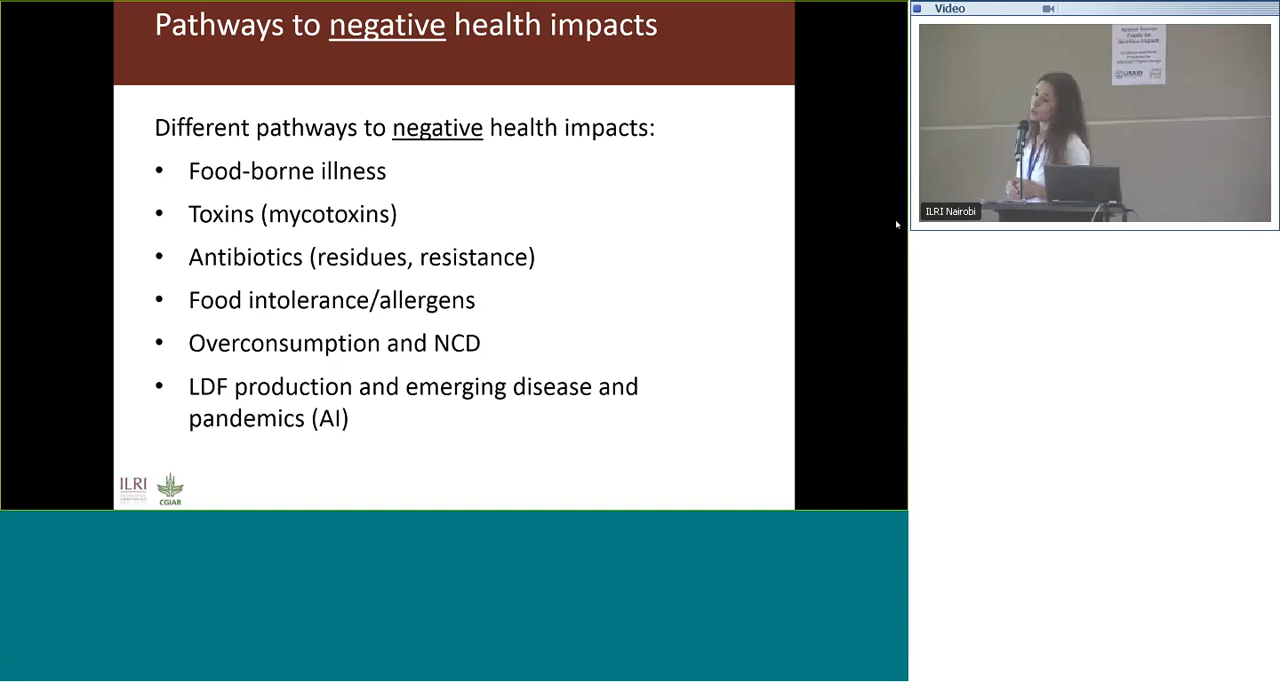 Pathways to negative health impacts
Different pathways to negative health impacts:
• Food-borne illness
• Toxins (mycotoxins)
• Antibiotics (residues, resistance)
• Food intolerance/allergens
• Overconsumption and NCD
• LDF production and emerging disease and
pandemics (AI)
ILRI
CGIAR
Video
USAID
ILRI Nairobi